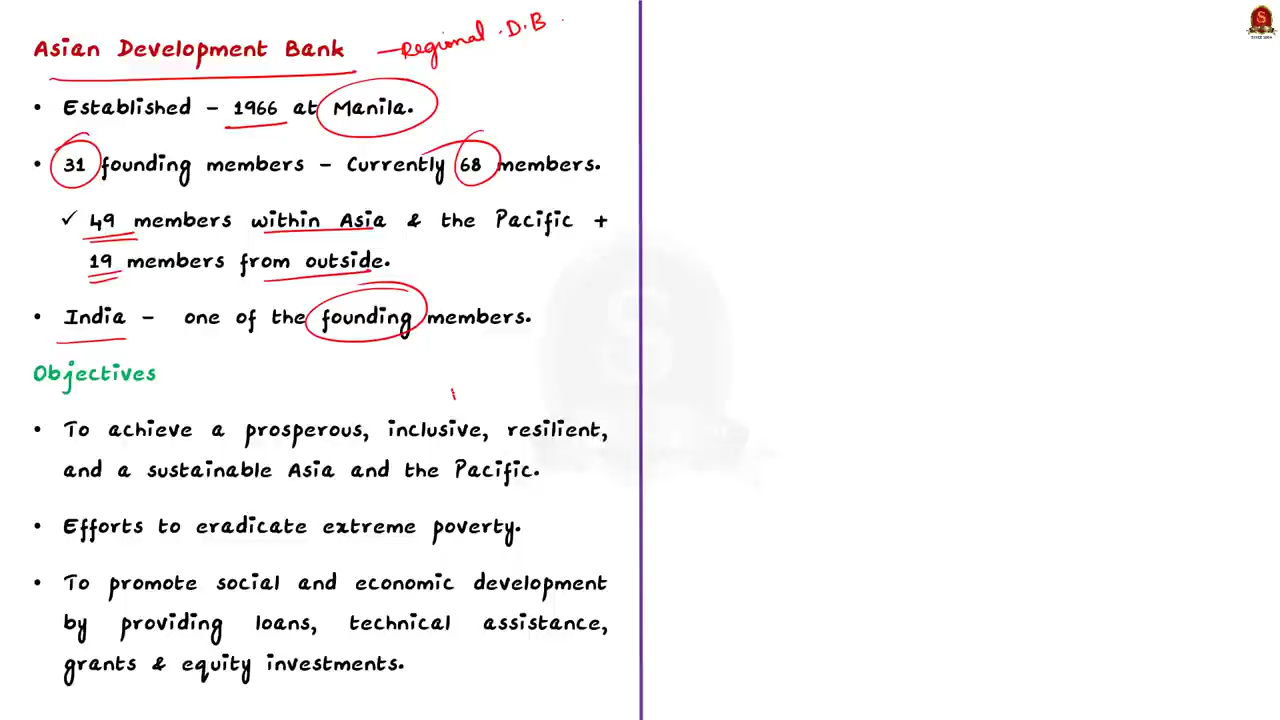 Asian Development Bank – Regional . D.B
• Established – 1966 at Manila.
• 31 founding members – Currently 68 members.
✓ 49 members within Asia & the Pacific +
19 members from outside.
• India – one of the founding members.
Objectives
• To achieve a prosperous, inclusive, resilient,
and a sustainable Asia and the Pacific.
• Efforts to eradicate extreme poverty.
• To promote social and economic development
by providing loans, technical assistance,
grants & equity investments.
S